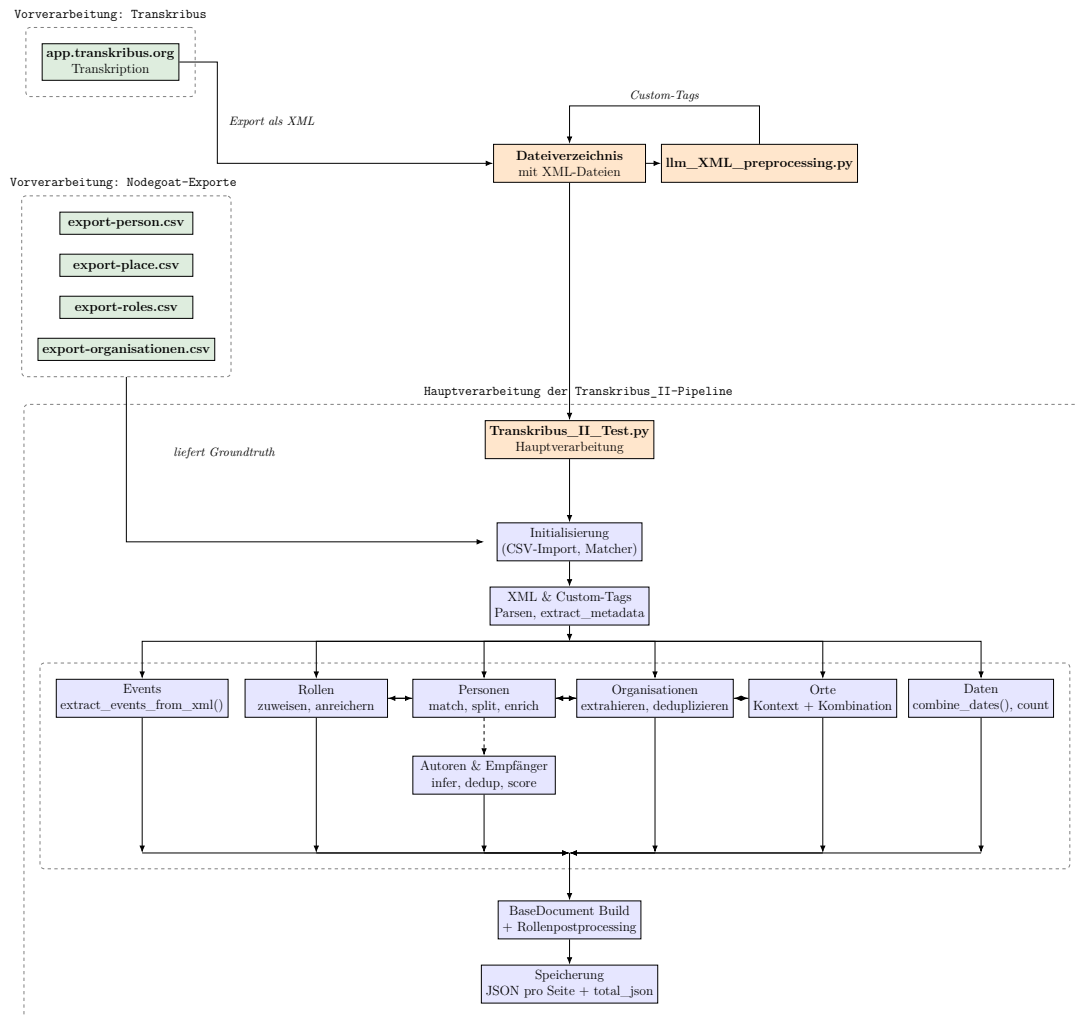 Vorverarbeitung: Transkribus
app.transkribus.org
Transkription
Export als XML
Custom-Tags
Dateiverzeichnis
mit XML-Dateien
llm_XML_preprocessing.py
Vorverarbeitung: Nodegoat-Exporte
export-person.csv
export-place.csv
export-roles.csv
export-organisationen.csv
Hauptverarbeitung der Transkribus_II-Pipeline
Transkribus_II_Test.py
Hauptverarbeitung
liefert Groundtruth
Initialisierung
(CSV-Import, Matcher)
XML & Custom-Tags
Parsen, extract_metadata
Events
extract_events_from_xml()
Rollen
zuweisen, anreichern
Personen
match, split, enrich
Organisationen
extrahieren, deduplizieren
Orte
Kontext + Kombination
Daten
combine_dates(), count
Autoren & Empfänger
infer, dedup, score
BaseDocument Build
+ Rollenpostprocessing
Speicherung
JSON pro Seite + total_json